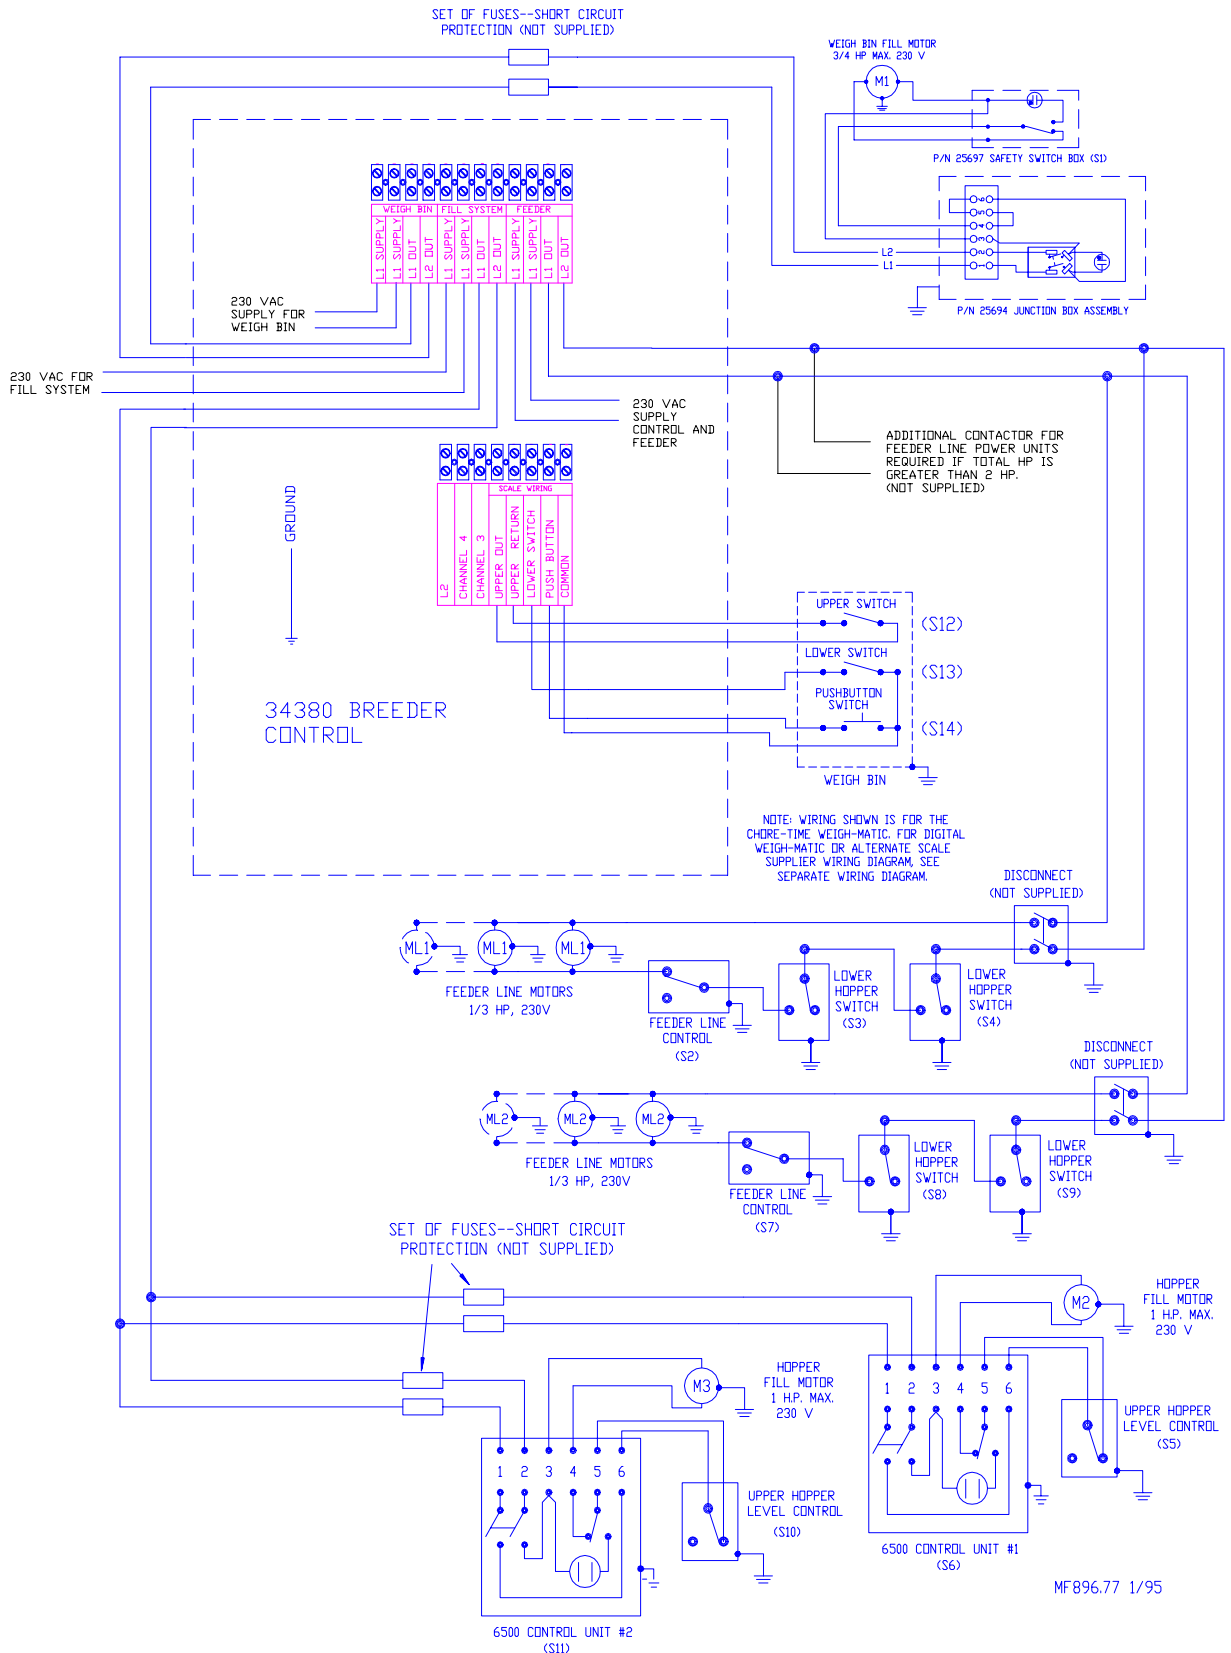 SET OF FUSES--SHORT CIRCUIT
PROTECTION (NOT SUPPLIED)
WEIGH BIN FILL MOTOR
3/4 HP MAX. 230 V
M1
P/N 25697 SAFETY SWITCH BOX (S1)
6
5
4
3
2
1
L2
L1
P/N 25694 JUNCTION BOX ASSEMBLY
WEIGH BIN
FILL SYSTEM
FEEDER
L1 SUPPLY
L1 SUPPLY
L1 OUT
L2 OUT
L1 SUPPLY
L1 SUPPLY
L1 OUT
L2 OUT
L1 SUPPLY
L1 SUPPLY
L1 OUT
L2 OUT
230 VAC
SUPPLY FOR
WEIGH BIN
230 VAC FOR
FILL SYSTEM
230 VAC
SUPPLY
CONTROL AND
FEEDER
ADDITIONAL CONTACTOR FOR
FEEDER LINE POWER UNITS
REQUIRED IF TOTAL HP IS
GREATER THAN 2 HP.
(NOT SUPPLIED)
GROUND
SCALE WIRING
L2
CHANNEL 4
CHANNEL 3
UPPER OUT
UPPER RETURN
LOWER SWITCH
PUSH BUTTON
COMMON
UPPER SWITCH
(S12)
LOWER SWITCH
(S13)
PUSHBUTTON
SWITCH
(S14)
WEIGH BIN
34380 BREEDER
CONTROL
NOTE: WIRING SHOWN IS FOR THE
CHORE-TIME WEIGH-MATIC. FOR DIGITAL
WEIGH-MATIC OR ALTERNATE SCALE
SUPPLIER WIRING DIAGRAM, SEE
SEPARATE WIRING DIAGRAM.
DISCONNECT
(NOT SUPPLIED)
ML1
ML1
ML1
FEEDER LINE MOTORS
1/3 HP, 230V
FEEDER LINE
CONTROL
(S2)
LOWER
HOPPER
SWITCH
(S3)
LOWER
HOPPER
SWITCH
(S4)
DISCONNECT
(NOT SUPPLIED)
ML2
ML2
ML2
FEEDER LINE MOTORS
1/3 HP, 230V
FEEDER LINE
CONTROL
(S7)
LOWER
HOPPER
SWITCH
(S8)
LOWER
HOPPER
SWITCH
(S9)
SET OF FUSES--SHORT CIRCUIT
PROTECTION (NOT SUPPLIED)
M2
HOPPER
FILL MOTOR
1 H.P. MAX.
230 V
1 2 3 4 5 6
UPPER HOPPER
LEVEL CONTROL
(S5)
6500 CONTROL UNIT #1
(S6)
M3
HOPPER
FILL MOTOR
1 H.P. MAX.
230 V
1 2 3 4 5 6
UPPER HOPPER
LEVEL CONTROL
(S10)
6500 CONTROL UNIT #2
(S11)
MF896.77 1/95